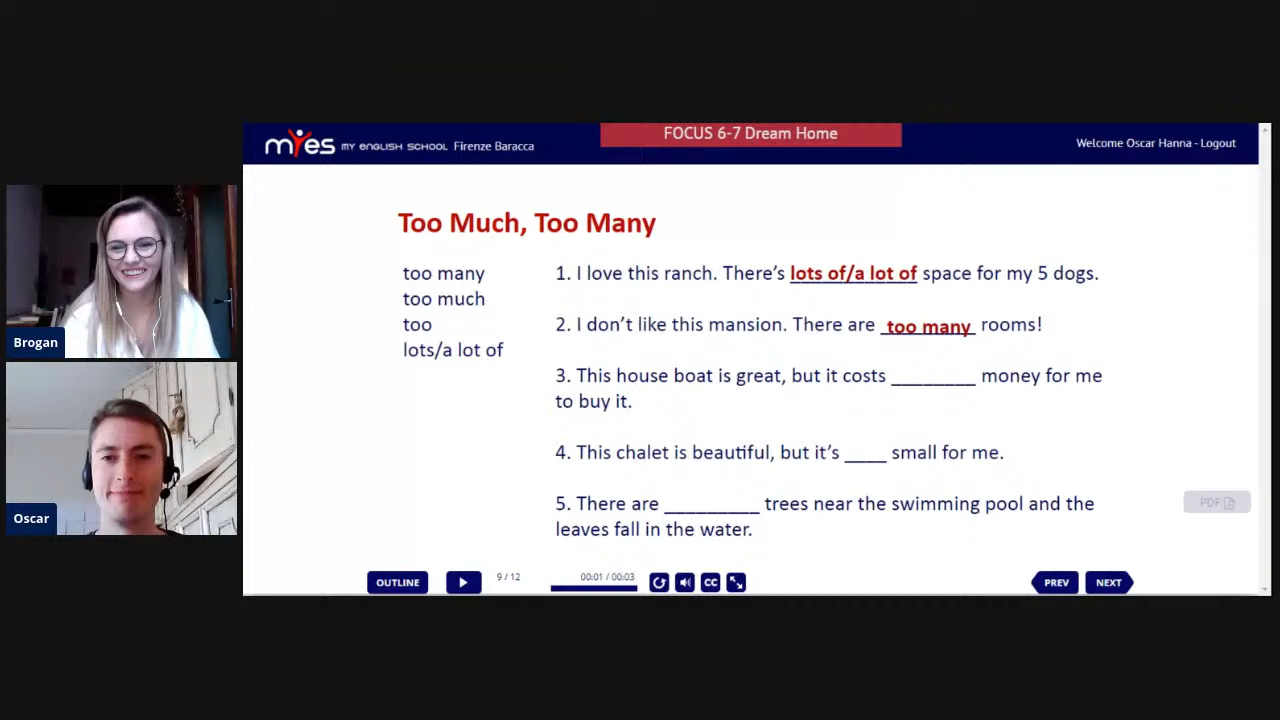 FOCUS 6-7 Dream Home
myes MY ENGLISH SCHOOL Firenze Baracca
Welcome Oscar Hanna - Logout
Too Much, Too Many
too many
too much
too
lots/a lot of
1. I love this ranch. There's lots of/a lot of space for my 5 dogs.
2. I don't like this mansion. There are too many rooms!
3. This house boat is great, but it costs ________ money for me
to buy it.
4. This chalet is beautiful, but it's ____ small for me.
5. There are _________ trees near the swimming pool and the
leaves fall in the water.
Brogan
Oscar
PDF
OUTLINE
9 / 12
00:01 / 00:03
CC
PREV
NEXT